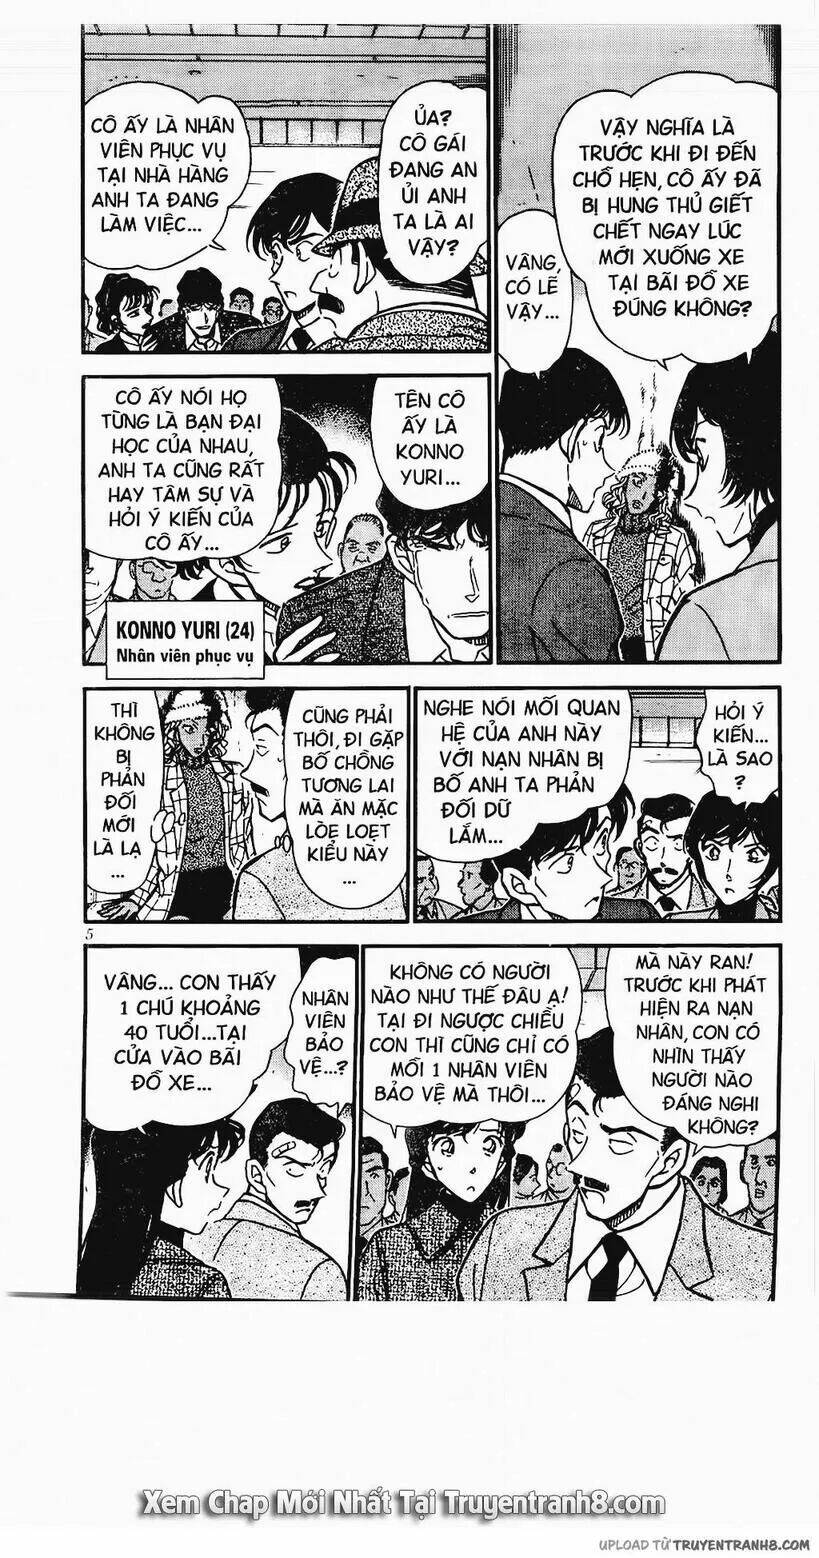 VẬY NGHĨA LÀ
TRƯỚC KHI ĐI ĐẾN
CHỖ HẸN, CÔ ẤY ĐÃ
BỊ HUNG THỦ GIẾT
CHẾT NGAY LÚC
MỚI XUỐNG XE
TẠI BÃI ĐỖ XE
ĐÚNG KHÔNG?
VÂNG,
CÓ LẼ
VẬY...
ỦA?
CÔ GÁI
ĐANG AN
ỦI ANH
TA LÀ AI
VẬY?
CÔ ẤY LÀ NHÂN
VIÊN PHỤC VỤ
TẠI NHÀ HÀNG
ANH TA ĐANG
LÀM VIỆC...
TÊN CÔ
ẤY LÀ
KONNO
YURI...
CÔ ẤY NÓI HỌ
TỪNG LÀ BẠN ĐẠI
HỌC CỦA NHAU,
ANH TA CŨNG RẤT
HAY TÂM SỰ VÀ
HỎI Ý KIẾN CỦA
CÔ ẤY...
KONNO YURI (24)
Nhân viên phục vụ
HỎI Ý
KIẾN...
LÀ SAO
?
NGHE NÓI MỐI QUAN
HỆ CỦA ANH NÀY
VỚI NẠN NHÂN BỊ
BỐ ANH TA PHẢN
ĐỐI DỮ
LẮM...
CŨNG PHẢI
THÔI, ĐI GẶP
BỐ CHỒNG
TƯƠNG LAI
MÀ ĂN MẶC
LÒE LOẸT
KIỂU NÀY
...
THÌ
KHÔNG
BỊ
PHẢN
ĐỐI
MỚI
LÀ LẠ
...
5
MÀ NÀY RAN!
TRƯỚC KHI PHÁT
HIỆN RA NẠN
NHÂN, CON CÓ
NHÌN THẤY
NGƯỜI NÀO
ĐÁNG NGHI
KHÔNG?
KHÔNG CÓ NGƯỜI
NÀO NHƯ THẾ ĐÂU Ạ!
TẠI ĐI NGƯỢC CHIỀU
CON THÌ CŨNG CHỈ CÓ
MỖI 1 NHÂN VIÊN
BẢO VỆ MÀ THÔI...
NHÂN
VIÊN
BẢO
VỆ...?
VÂNG... CON THẤY
1 CHÚ KHOẢNG
40 TUỔI...TẠI
CỬA VÀO BÃI
ĐỖ XE...
Xem Chap Mới Nhất Tại Truyentranh8.com
UPLOAD TỪ TRUYENTRANH8.COM